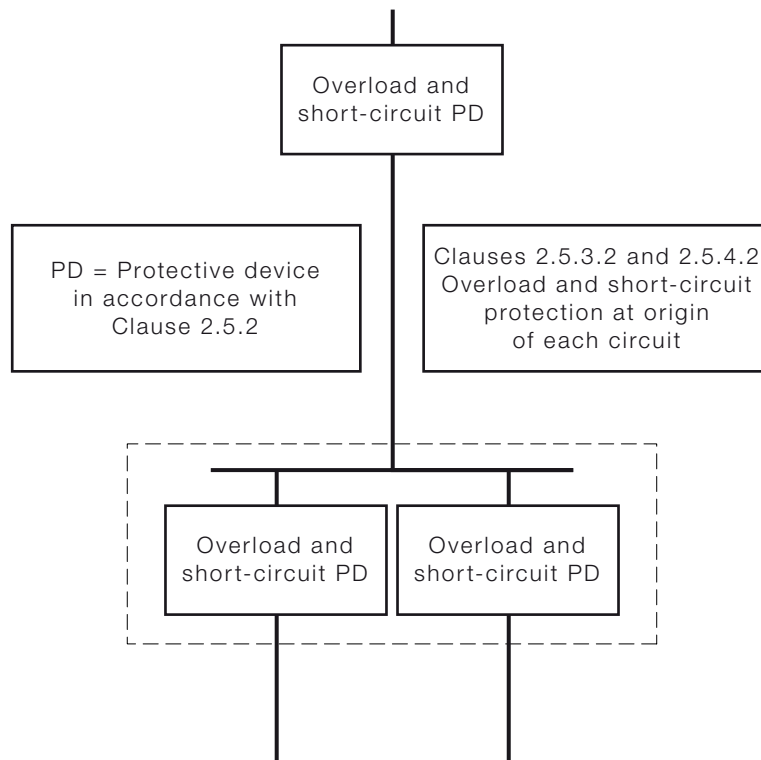 Overload and
short-circuit PD
PD = Protective device
in accordance with
Clause 2.5.2
Clauses 2.5.3.2 and 2.5.4.2
Overload and short-circuit
protection at origin
of each circuit
Overload and
short-circuit PD
Overload and
short-circuit PD